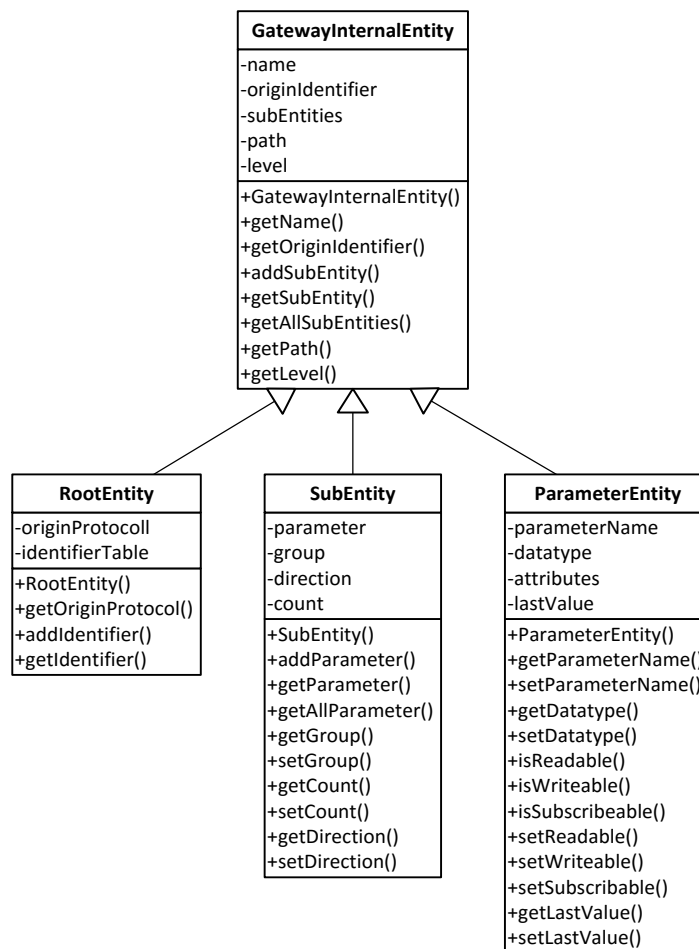 GatewayInternalEntity
-name
-originIdentifier
-subEntities
-path
-level
+GatewayInternalEntity()
+getName()
+getOriginIdentifier()
+addSubEntity()
+getSubEntity()
+getAllSubEntities()
+getPath()
+getLevel()
RootEntity
-originProtocoll
-identifierTable
+RootEntity()
+getOriginProtocol()
+addIdentifier()
+getIdentifier()
SubEntity
-parameter
-group
-direction
-count
+SubEntity()
+addParameter()
+getParameter()
+getAllParameter()
+getGroup()
+setGroup()
+getCount()
+setCount()
+getDirection()
+setDirection()
ParameterEntity
-parameterName
-datatype
-attributes
-lastValue
+ParameterEntity()
+getParameterName()
+setParameterName()
+getDatatype()
+setDatatype()
+isReadable()
+isWriteable()
+isSubscribeable()
+setReadable()
+setWriteable()
+setSubscribable()
+getLastValue()
+setLastValue()